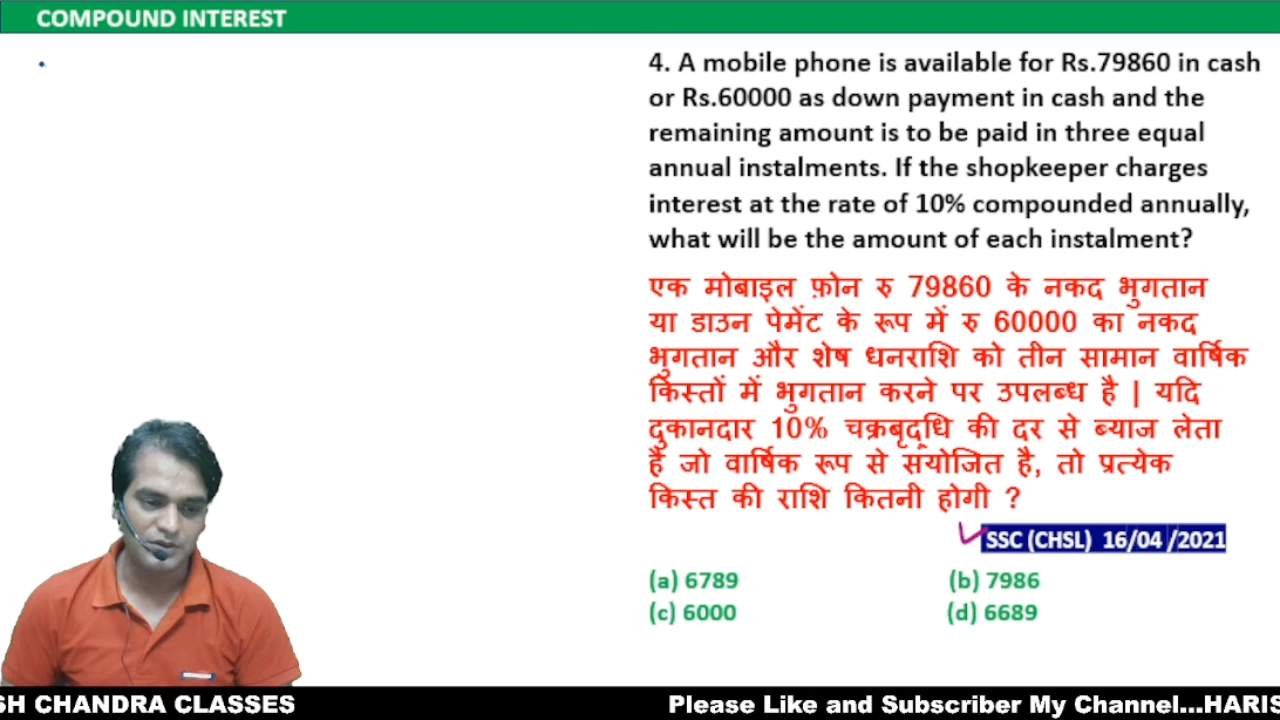 COMPOUND INTEREST
4. A mobile phone is available for Rs.79860 in cash
or Rs.60000 as down payment in cash and the
remaining amount is to be paid in three equal
annual instalments. If the shopkeeper charges
interest at the rate of 10% compounded annually,
what will be the amount of each instalment?
एक मोबाइल फ़ोन रु 79860 के नकद भुगतान
या डाउन पेमेंट के रूप में रु 60000 का नकद
भुगतान और शेष धनराशि को तीन सामान वार्षिक
किस्तों में भुगतान करने पर उपलब्ध है | यदि
दुकानदार 10% चक्रबृद्धि की दर से ब्याज लेता
है जो वार्षिक रूप से संयोजित है, तो प्रत्येक
किस्त की राशि कितनी होगी ?
SSC (CHSL) 16/04 /2021
(a) 6789 (b) 7986
(c) 6000 (d) 6689
SH CHANDRA CLASSES Please Like and Subscriber My Channel...HARIS